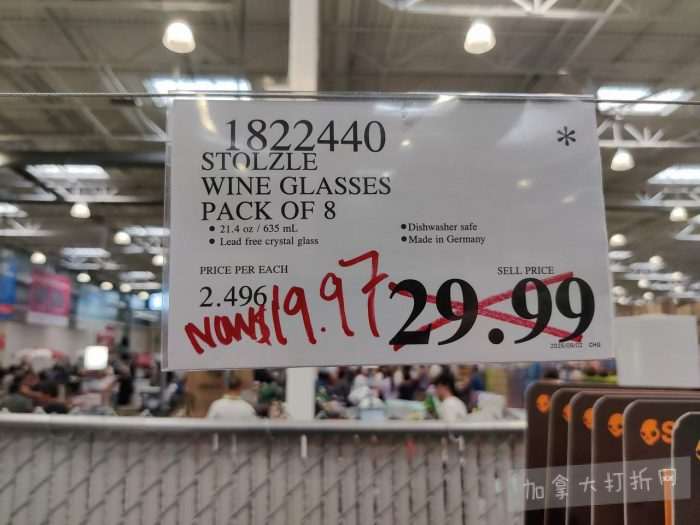 1822440 *
STOLZLE
WINE GLASSES
PACK OF 8
• 21.4 oz / 635 mL
• Lead free crystal glass
• Dishwasher safe
• Made in Germany
PRICE PER EACH
2.496
SELL PRICE
29.99
NOW $19.97
加拿大打折网